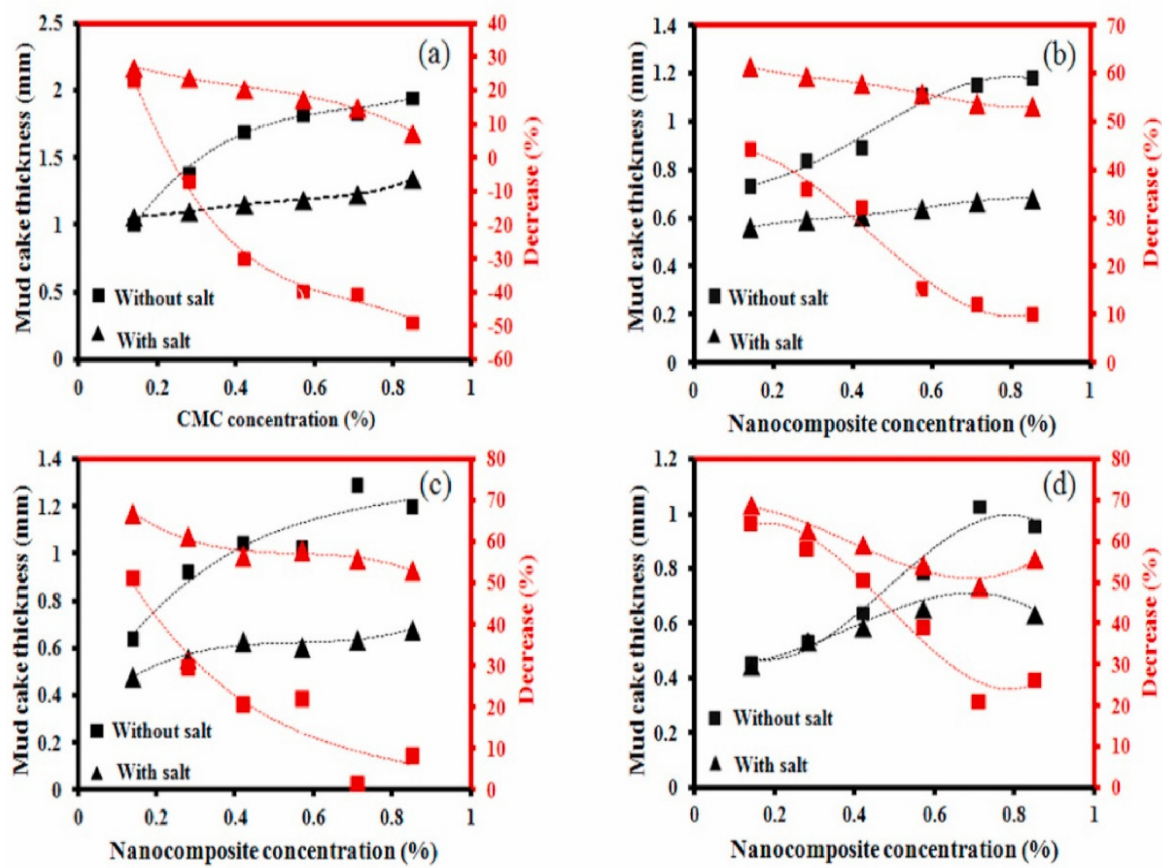 2.5
2
1.5
1
0.5
0
Mud cake thickness (mm)
(a)
Without salt
With salt
0 0.2 0.4 0.6 0.8 1
CMC concentration (%)
40
30
20
10
0
-10
-20
-30
-40
-50
-60
Decrease (%)
1.4
1.2
1
0.8
0.6
0.4
0.2
0
Mud cake thickness (mm)
(b)
Without salt
With salt
0 0.2 0.4 0.6 0.8 1
Nanocomposite concentration (%)
70
60
50
40
30
20
10
0
Decrease (%)
1.4
1.2
1
0.8
0.6
0.4
0.2
0
Mud cake thickness (mm)
(c)
Without salt
With salt
0 0.2 0.4 0.6 0.8 1
Nanocomposite concentration (%)
80
70
60
50
40
30
20
10
0
Decrease (%)
1.2
1
0.8
0.6
0.4
0.2
0
Mud cake thickness (mm)
(d)
Without salt
With salt
0 0.2 0.4 0.6 0.8 1
Nanocomposite concentration (%)
80
70
60
50
40
30
20
10
0
Decrease (%)